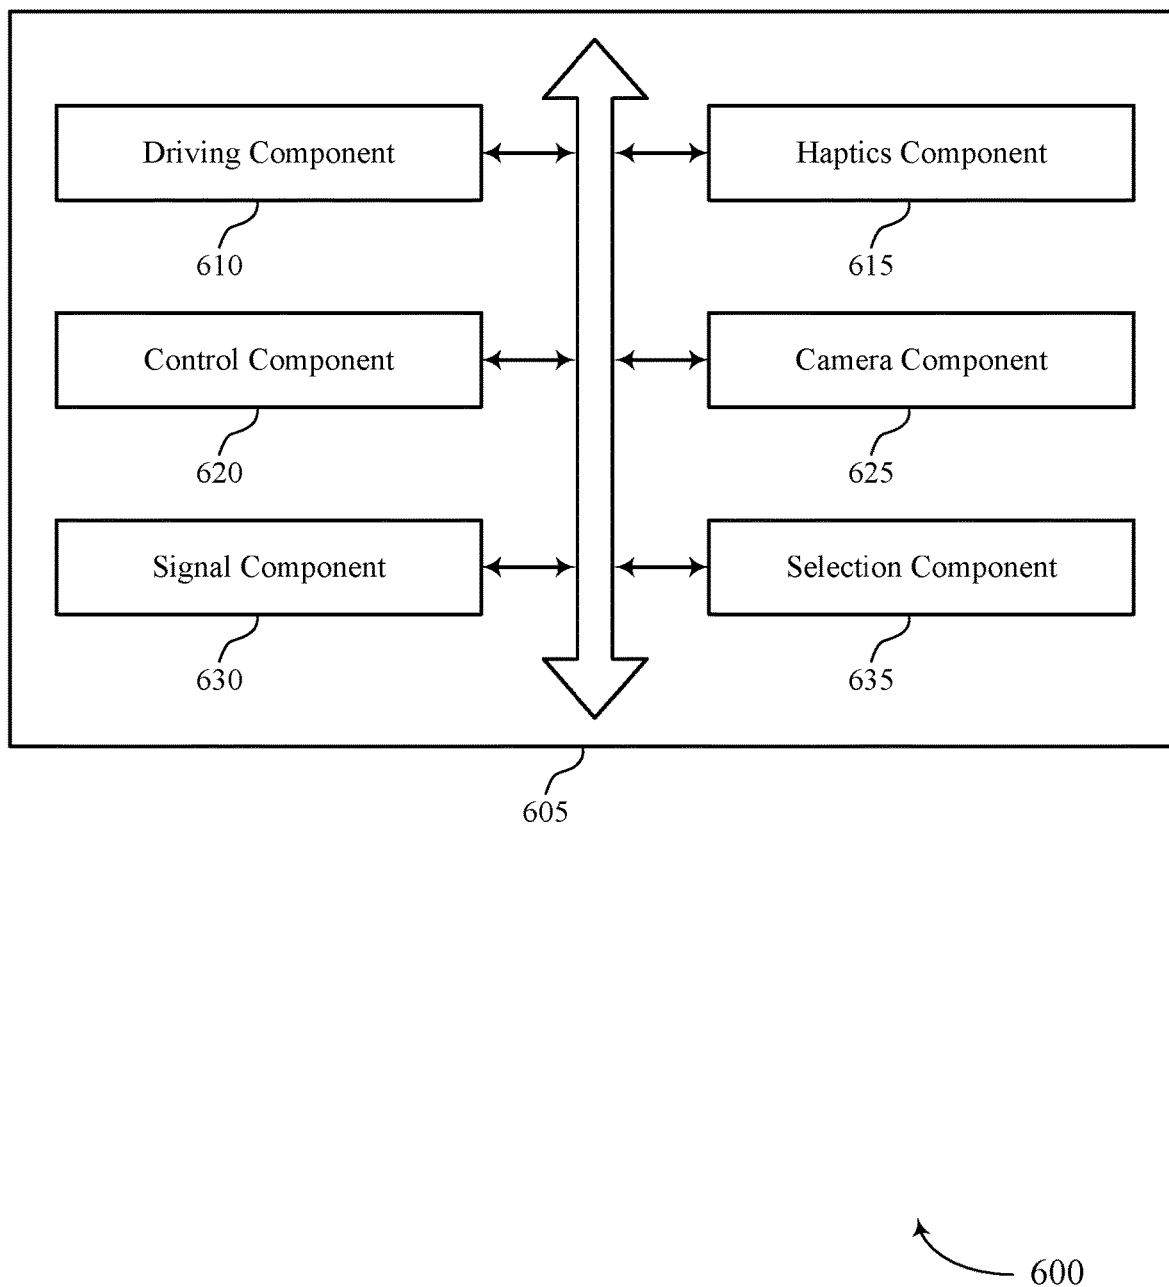 Driving Component
Haptics Component
610
615
Control Component
Camera Component
620
625
Signal Component
Selection Component
630
635
605
600